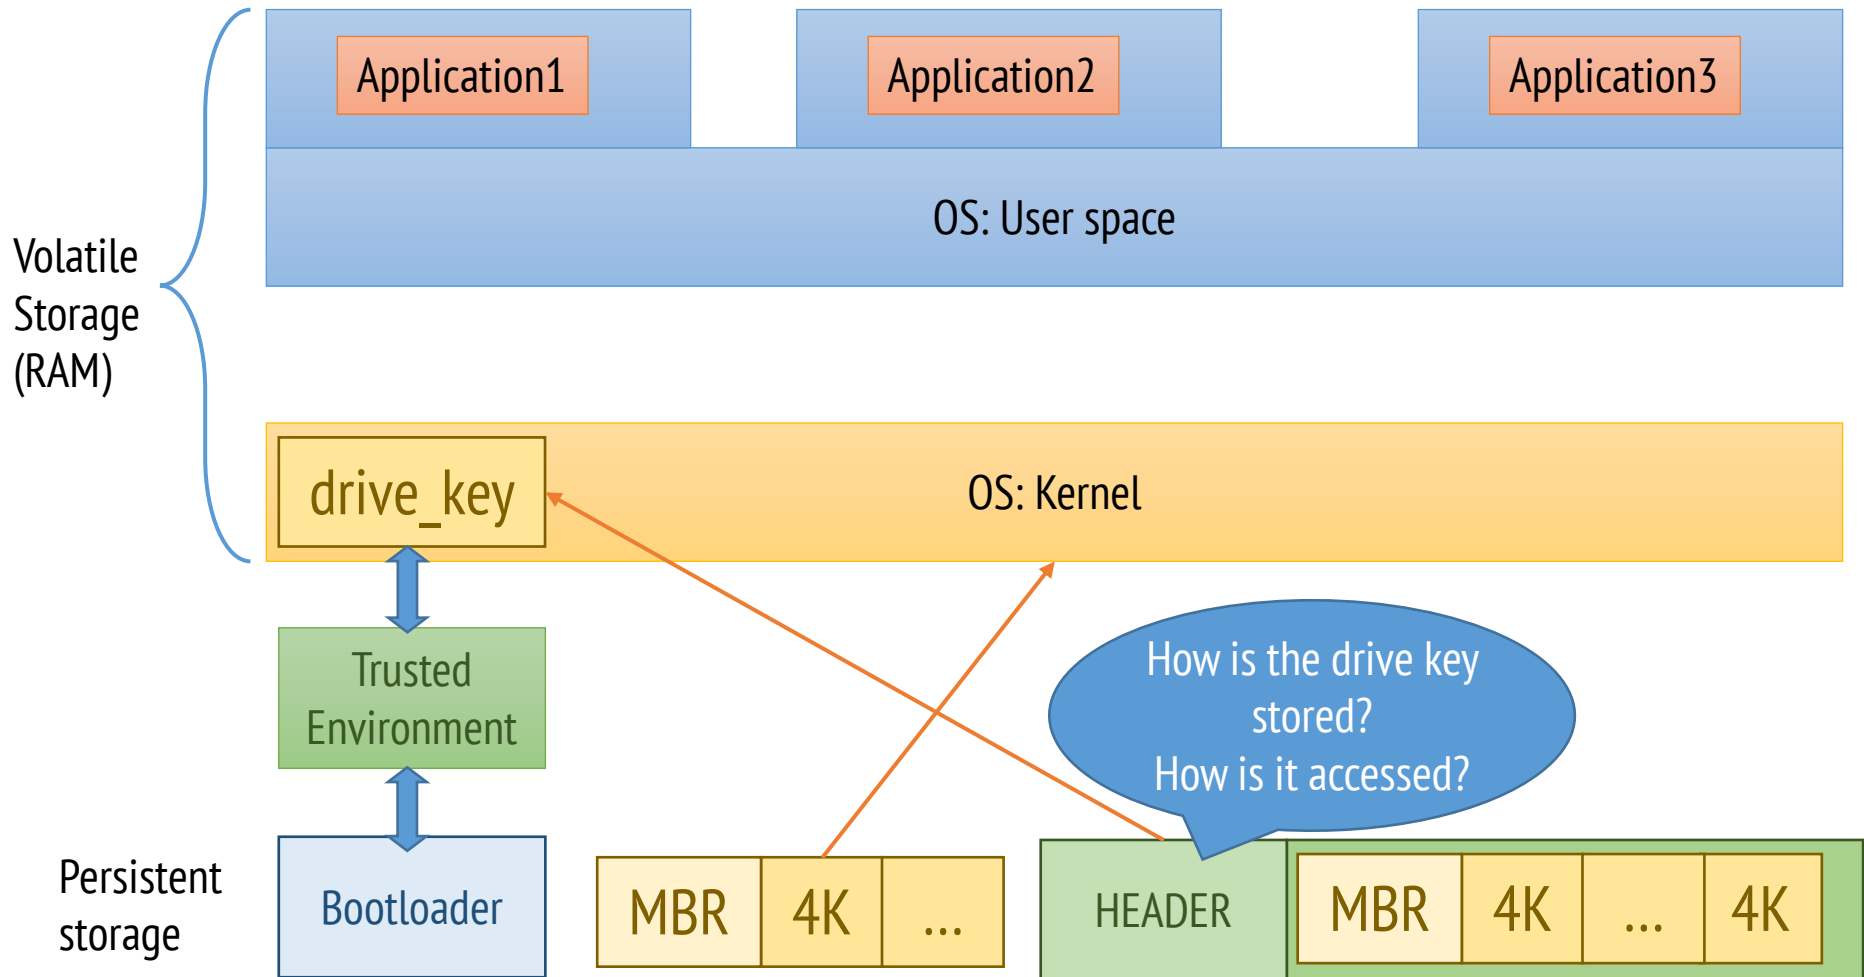 Application1
Application2
Application3
OS: User space
Volatile
Storage
(RAM)
drive_key
OS: Kernel
Trusted
Environment
How is the drive key
stored?
How is it accessed?
Persistent
storage
Bootloader
MBR
4K
...
HEADER
MBR
4K
...
4K